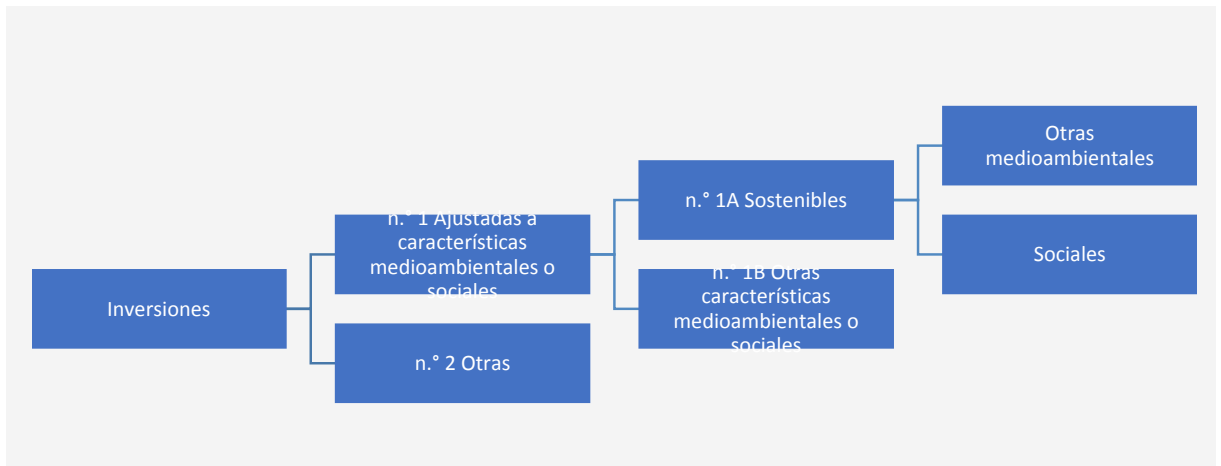 Otras
medioambientales
n.° 1A Sostenibles
n.° 1 Ajustadas a
características
medioambientales o
sociales
Sociales
Inversiones
n.° 1B Otras
características
medioambientales o
sociales
n.° 2 Otras